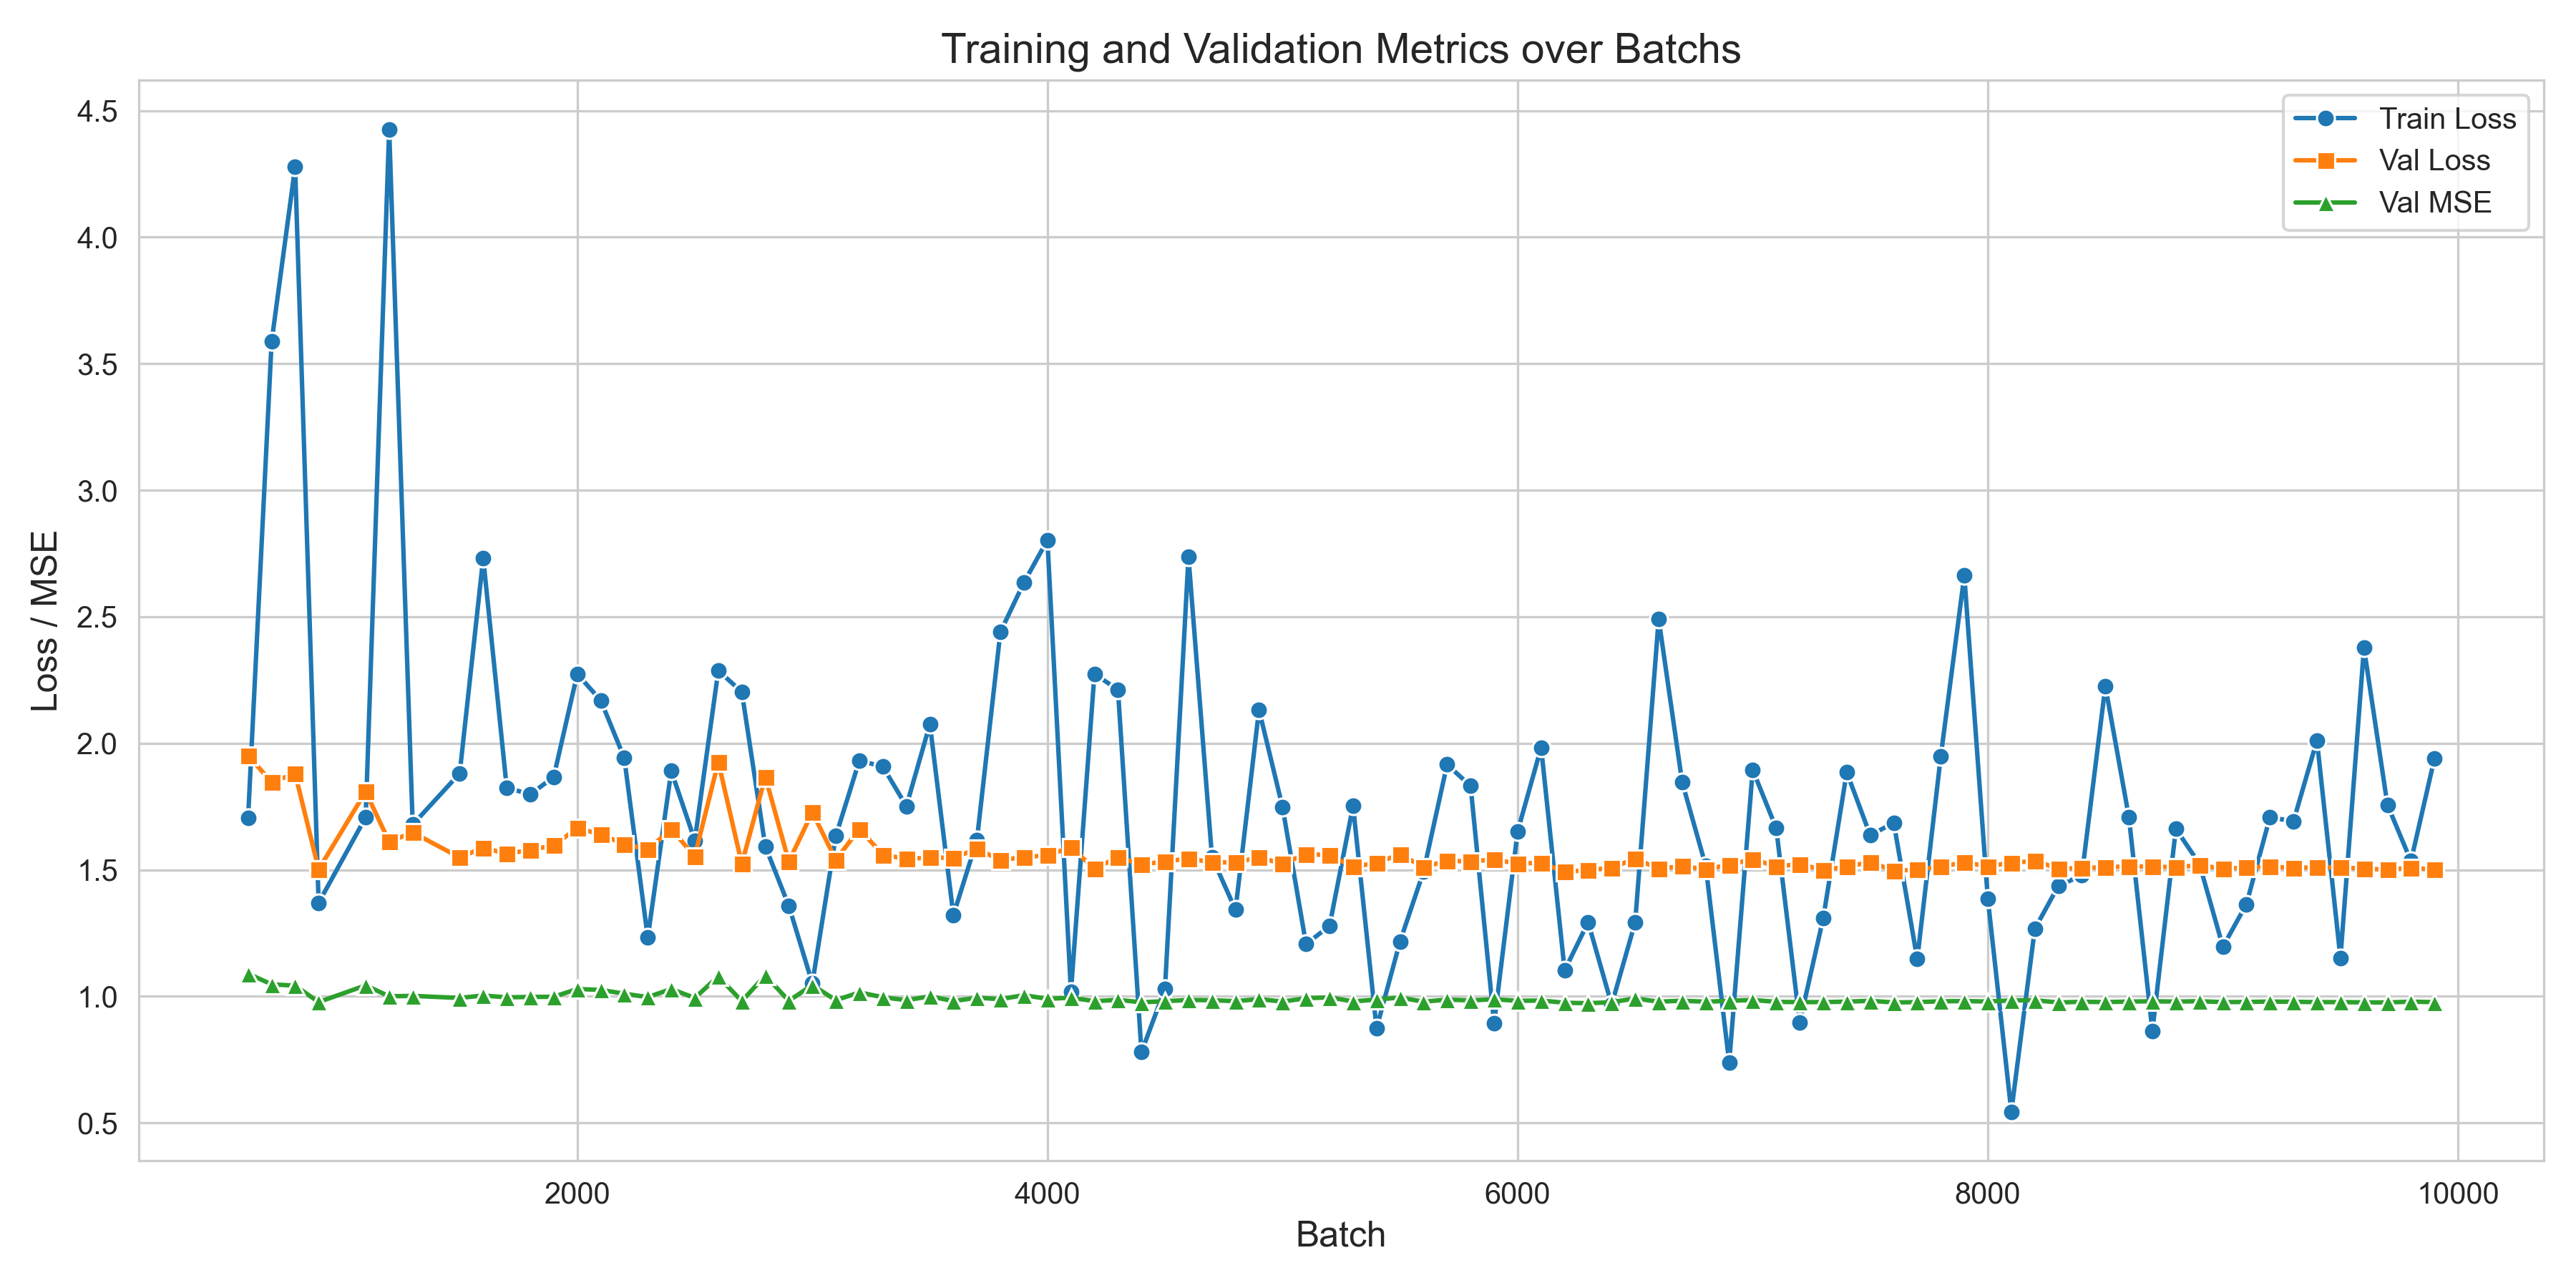 Training and Validation Metrics over Batchs
Train Loss
Val Loss
Val MSE
Loss / MSE
4.5
4.0
3.5
3.0
2.5
2.0
1.5
1.0
0.5
2000
4000
6000
8000
10000
Batch